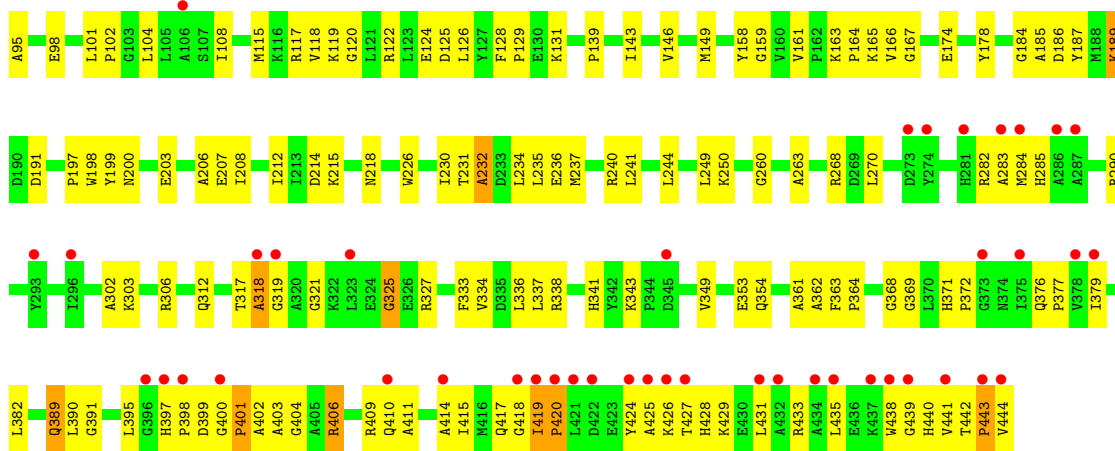 A95 E98 L101 P102 G103 L104 L105 A106 S107 I108 M115 K116 R117 V118 K119 G120 L121 R122 L123 E124 D125 L126 Y127 F128 P129 E130 K131 P139 I143 V146 M149 Y158 G159 V160 V161 P162 K163 P164 K165 V166 G167 E174 Y178 G184 A185 D186 Y187 M188 K189
D190 D191 P197 W198 Y199 N200 E203 A206 E207 I208 I212 I213 D214 K215 N218 W226 I230 T231 A232 D233 L234 L235 E236 M237 R240 L241 L244 L249 K250 G260 A263 R268 D269 L270 D273 Y274 H281 R282 A283 M284 H285 A286 A287 R290
Y293 I296 A302 K303 R306 Q312 T317 A318 G319 A320 G321 K322 L323 E324 G325 E326 R327 F333 V334 D335 L336 L337 R338 H341 Y342 K343 P344 D345 V349 E353 Q354 A361 A362 F363 P364 G368 G369 L370 H371 P372 G373 N374 I375 Q376 P377 V378 I379
L382 Q389 L390 G391 L395 G396 H397 P398 D399 G400 P401 A402 A403 G404 A405 R406 R409 Q410 A411 A414 I415 M416 Q417 G418 I419 P420 L421 D422 E423 Y424 A425 K426 T427 H428 K429 E430 L431 A432 R433 A434 L435 E436 K437 W438 G439 H440 V441 T442 P443 V444